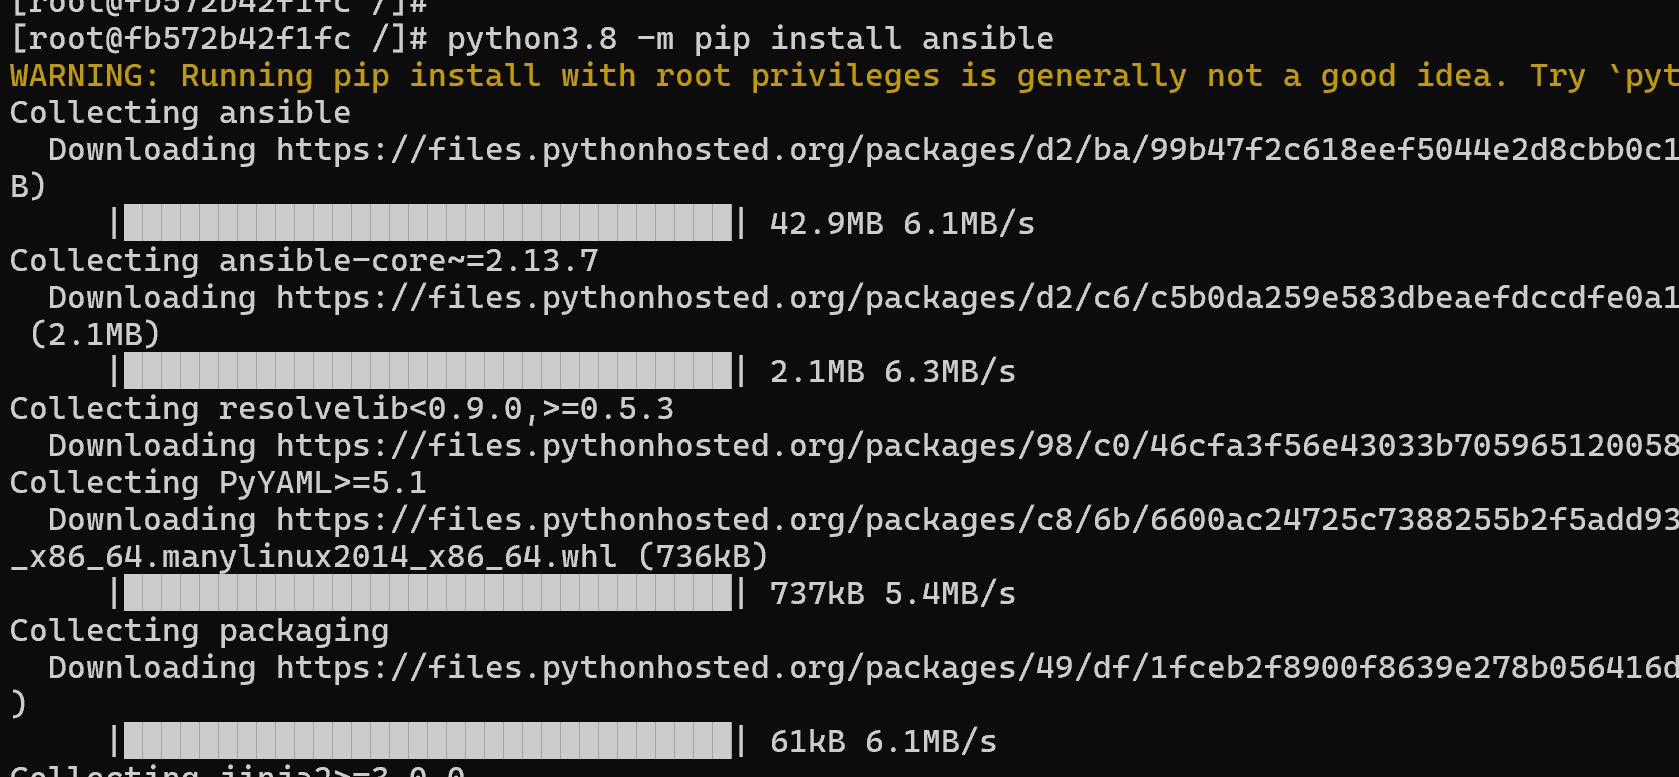 [root@fb572b42f1fc /]#
[root@fb572b42f1fc /]# python3.8 -m pip install ansible
WARNING: Running pip install with root privileges is generally not a good idea. Try `pyt
Collecting ansible
  Downloading https://files.pythonhosted.org/packages/d2/ba/99b47f2c618eef5044e2d8cbb0c1
B)
     |████████████████████████████████| 42.9MB 6.1MB/s
Collecting ansible-core~=2.13.7
  Downloading https://files.pythonhosted.org/packages/d2/c6/c5b0da259e583dbeaefdccdfe0a1
 (2.1MB)
     |████████████████████████████████| 2.1MB 6.3MB/s
Collecting resolvelib<0.9.0,>=0.5.3
  Downloading https://files.pythonhosted.org/packages/98/c0/46cfa3f56e43033b705965120058
Collecting PyYAML>=5.1
  Downloading https://files.pythonhosted.org/packages/c8/6b/6600ac24725c7388255b2f5add93
_x86_64.manylinux2014_x86_64.whl (736kB)
     |████████████████████████████████| 737kB 5.4MB/s
Collecting packaging
  Downloading https://files.pythonhosted.org/packages/49/df/1fceb2f8900f8639e278b056416d
)
     |████████████████████████████████| 61kB 6.1MB/s
Collecting jinja2>=3.0.0